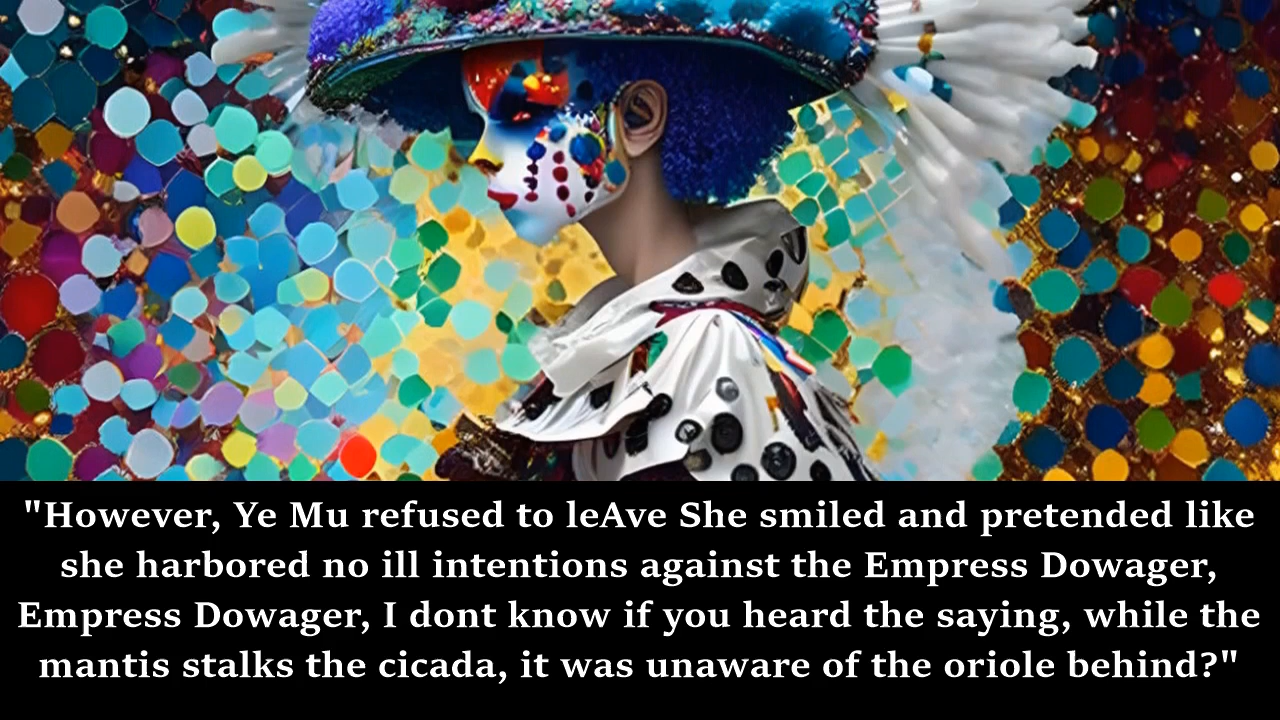 "However, Ye Mu refused to leAve She smiled and pretended like
she harbored no ill intentions against the Empress Dowager,
Empress Dowager, I dont know if you heard the saying, while the
mantis stalks the cicada, it was unaware of the oriole behind?"